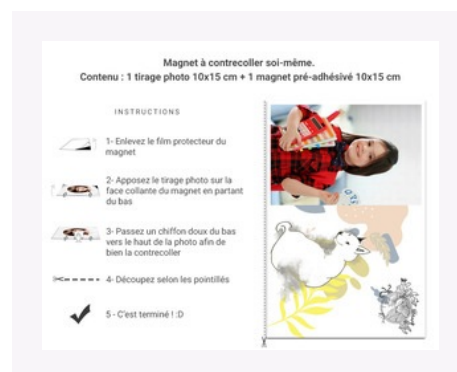 Magnet à contrecoller soi-même.
Contenu : 1 tirage photo 10x15 cm + 1 magnet pré-adhésivé 10x15 cm
INSTRUCTIONS
1- Enlevez le film protecteur du
magnet
2- Apposez le tirage photo sur la
face collante du magnet en partant
du bas
3- Passez un chiffon doux du bas
vers le haut de la photo afin de
bien la contrecoller
4- Découpez selon les pointillés
5 - C'est terminé ! :D